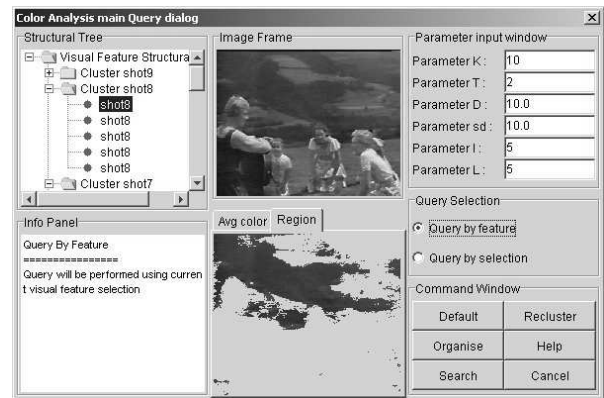 Color Analysis main Query dialog
Structural Tree
Visual Feature Structura
Cluster shot9
Cluster shot8
shot8
shot8
shot8
shot8
shot8
Cluster shot7
Info Panel
Query By Feature
================
Query will be performed using curren
t visual feature selection
Image Frame
Avg color Region
Parameter input window
Parameter K : 10
Parameter T : 2
Parameter D : 10.0
Parameter sd : 10.0
Parameter I : 5
Parameter L : 5
Query Selection
Query by feature
Query by selection
Command Window
Default Recluster
Organise Help
Search Cancel